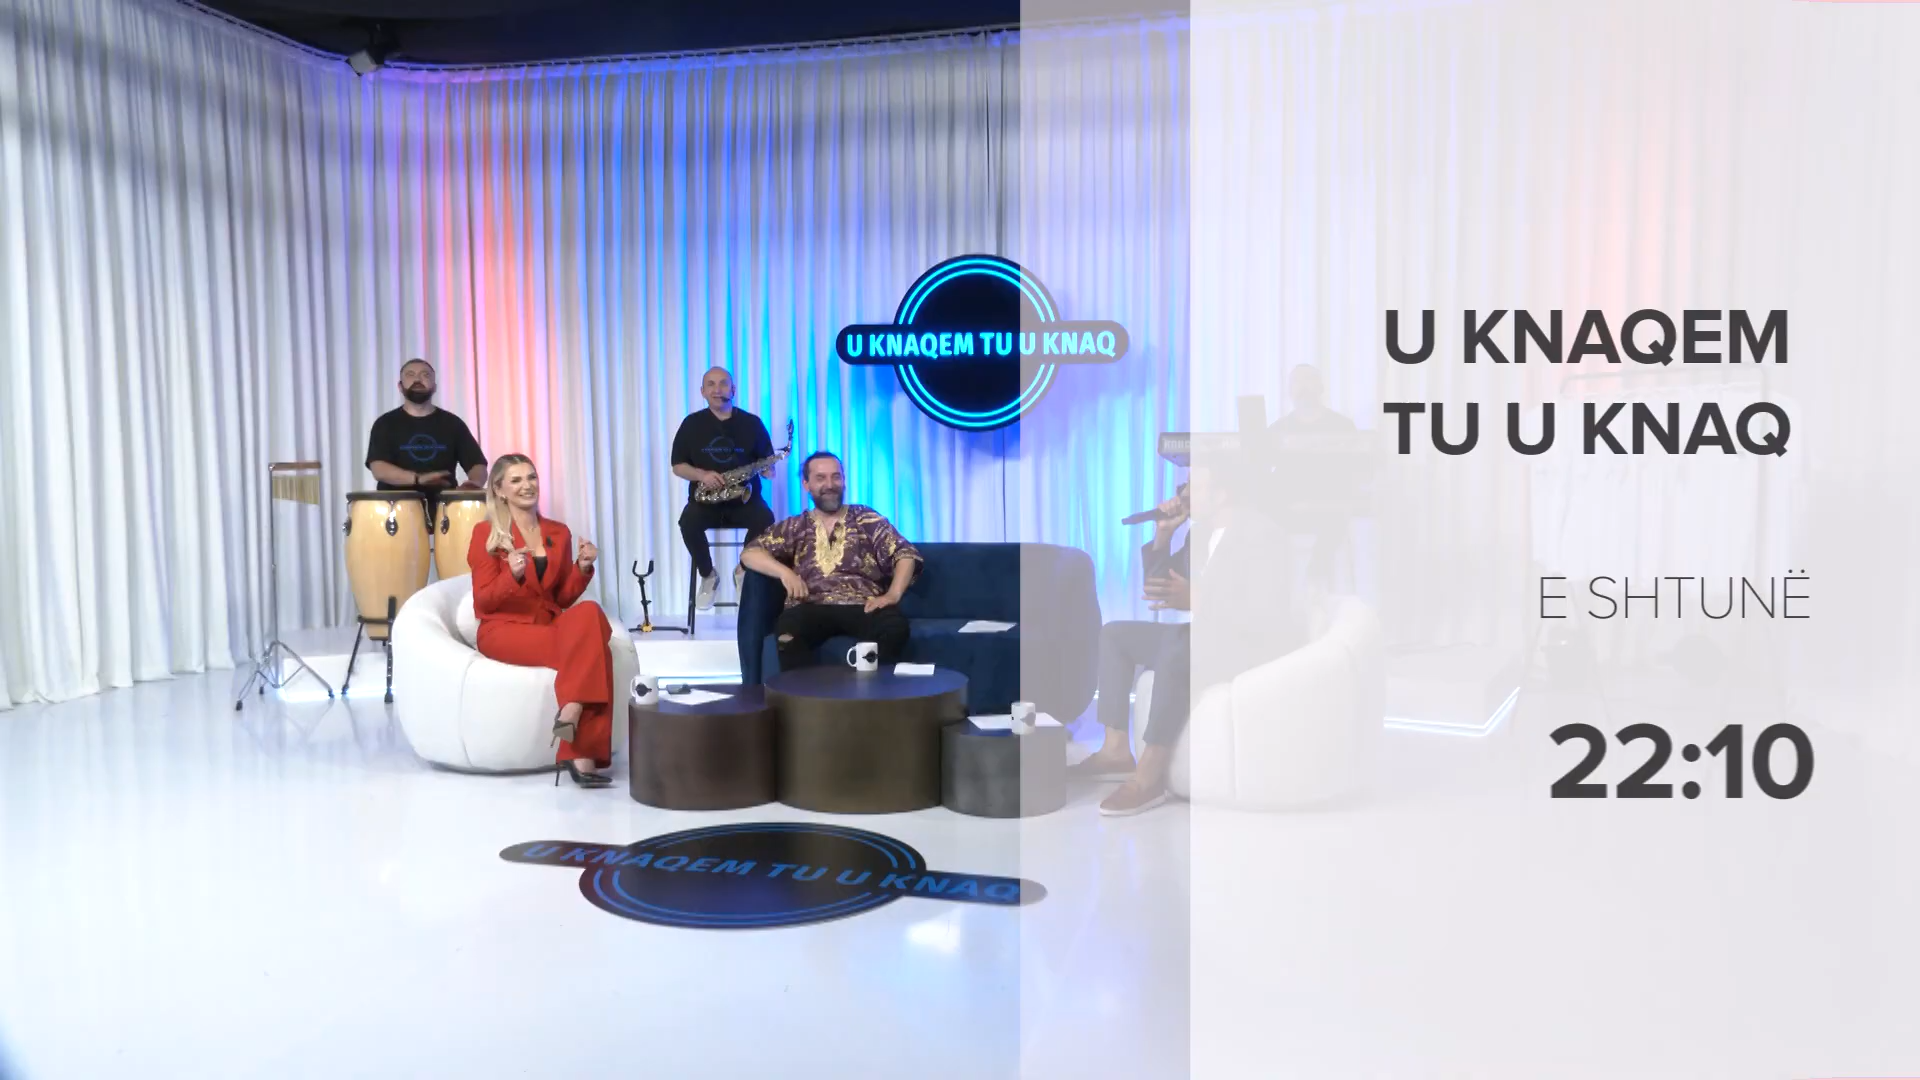 U KNAQEM TU U KNAQ
U KNAQEM
TU U KNAQ
E SHTUNË
22:10
U KNAQEM TU U KNAQ